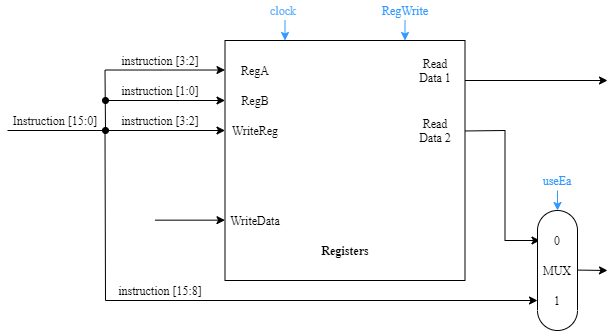 clock
RegWrite
instruction [3:2]
RegA
Read
Data 1
instruction [1:0]
RegB
Instruction [15:0]
instruction [3:2]
WriteReg
Read
Data 2
useEa
WriteData
0
Registers
MUX
instruction [15:8]
1